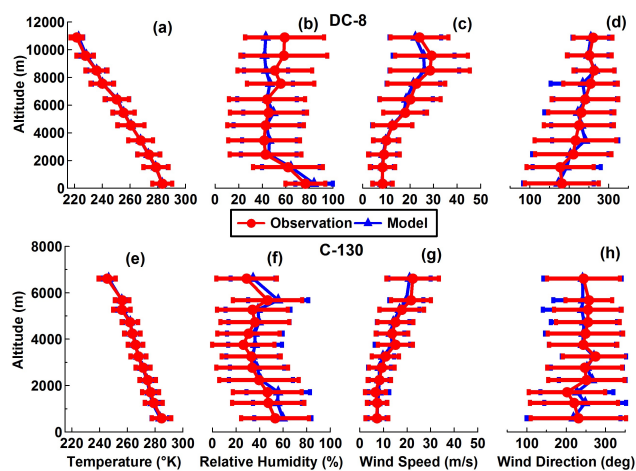 (a) (b) DC-8 (c) (d)
Altitude (m)
12000
10000
8000
6000
4000
2000
0
220 240 260 280 300 0 20 40 60 80 100 0 10 20 30 40 50 100 200 300
Observation Model
C-130
(e) (f) (g) (h)
Altitude (m)
8000
6000
4000
2000
0
220 240 260 280 300 0 20 40 60 80 100 0 10 20 30 40 50 100 200 300
Temperature (°K) Relative Humidity (%) Wind Speed (m/s) Wind Direction (deg)